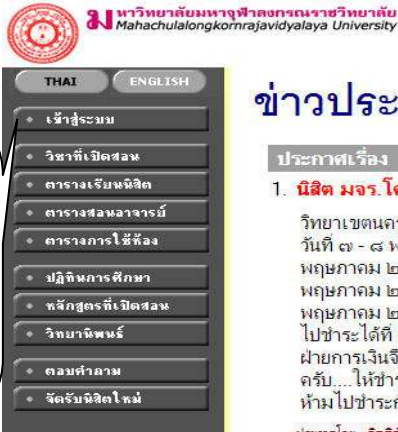 มหาวิทยาลัยมหาจุฬาลงกรณราชวิทยาลัย
Mahachulalongkornrajavidyalaya University
THAI
ENGLISH
เข้าสู่ระบบ
วิชาที่เปิดสอน
ตารางเรียนนิสิต
ตารางสอนอาจารย์
ตารางการใช้ห้อง
ปฏิทินการศึกษา
หลักสูตรที่เปิดสอน
วิทยานิพนธ์
ตอบคำถาม
จัดรับนิสิตใหม่
ข่าวประ
ประกาศเรื่อง
1. นิสิต มจร.โ
วิทยาเขตนคร
วันที่ ๗ - ๘ พ
พฤษภาคม ๒
พฤษภาคม ๒
พฤษภาคม ๒
ไปชำระได้ที่
ฝ่ายการเงินจึ
ครับ....ให้ชำร
ห้ามไปชำระก